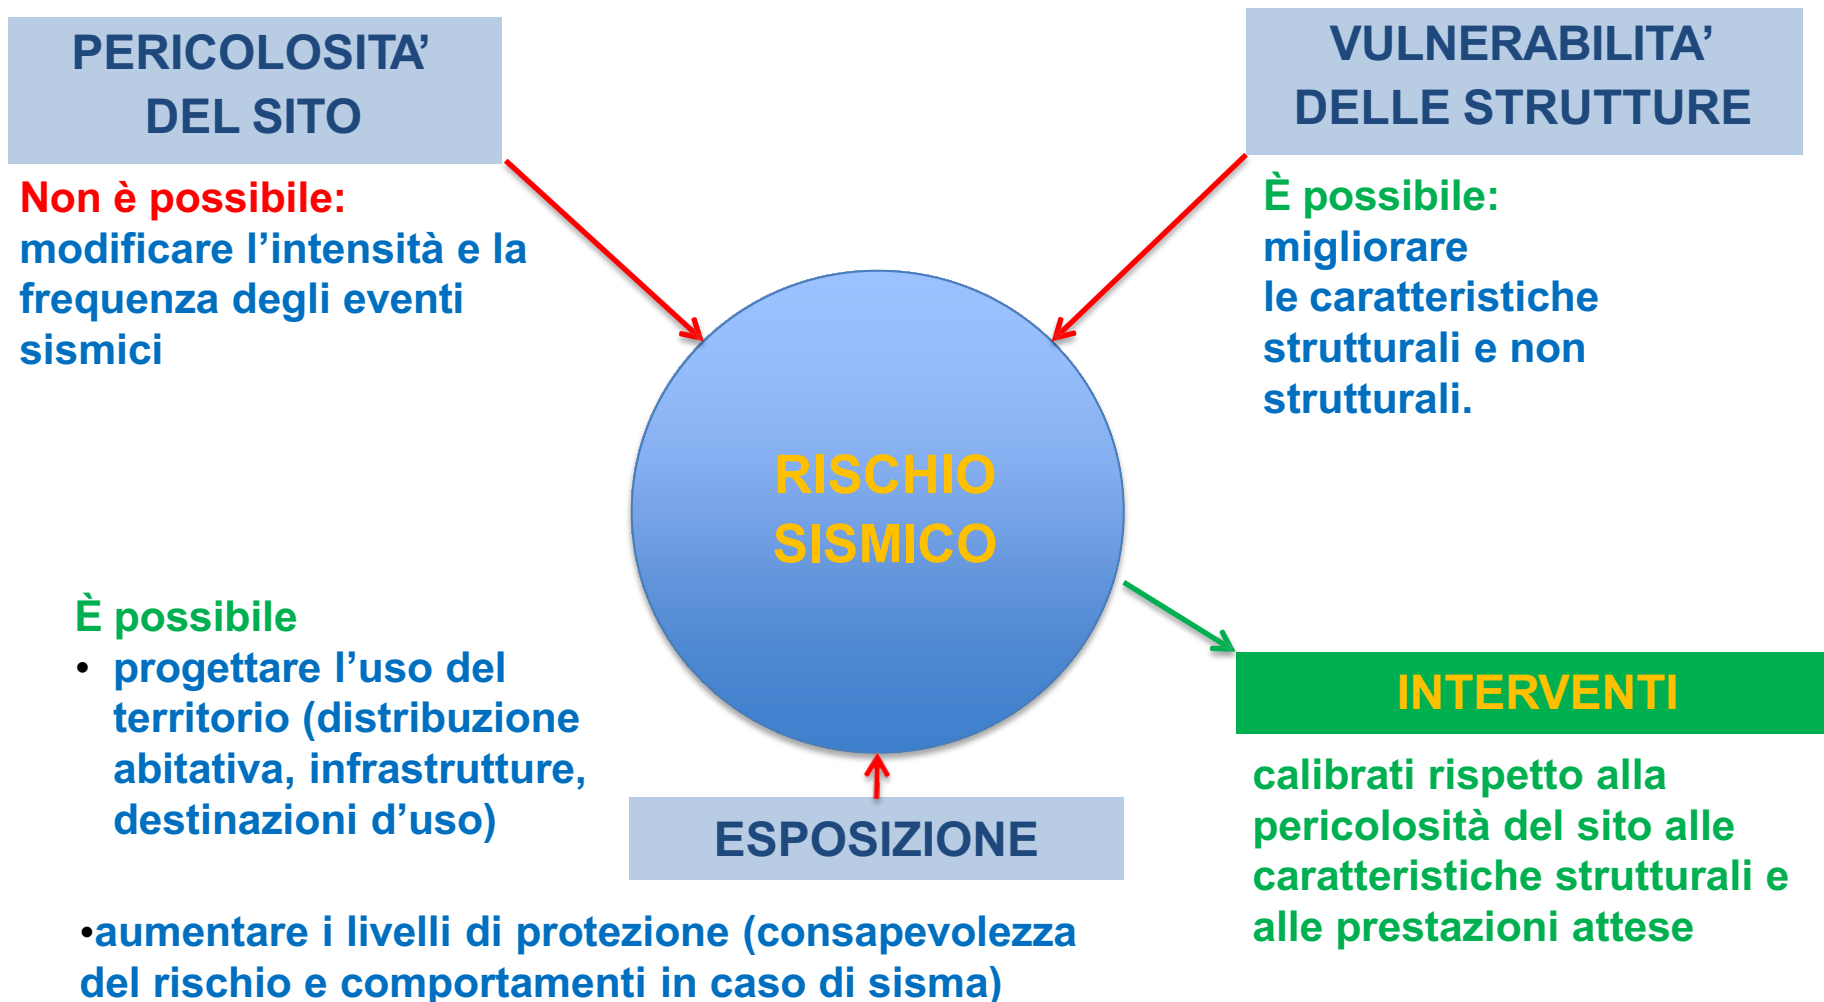 PERICOLOSITA’
DEL SITO
Non è possibile:
modificare l’intensità e la
frequenza degli eventi
sismici
VULNERABILITA’
DELLE STRUTTURE
È possibile:
migliorare
le caratteristiche
strutturali e non
strutturali.
RISCHIO
SISMICO
È possibile
• progettare l’uso del
territorio (distribuzione
abitativa, infrastrutture,
destinazioni d’uso)
ESPOSIZIONE
•aumentare i livelli di protezione (consapevolezza
del rischio e comportamenti in caso di sisma)
INTERVENTI
calibrati rispetto alla
pericolosità del sito alle
caratteristiche strutturali e
alle prestazioni attese